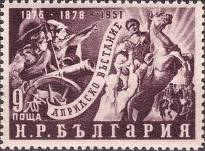 1876 - 1878 - 1951
АПРИЛСКО ВЪСТАНИЕ
9 ЛВ
ПОЩА
Н.Р. БЪЛГАРИЯ